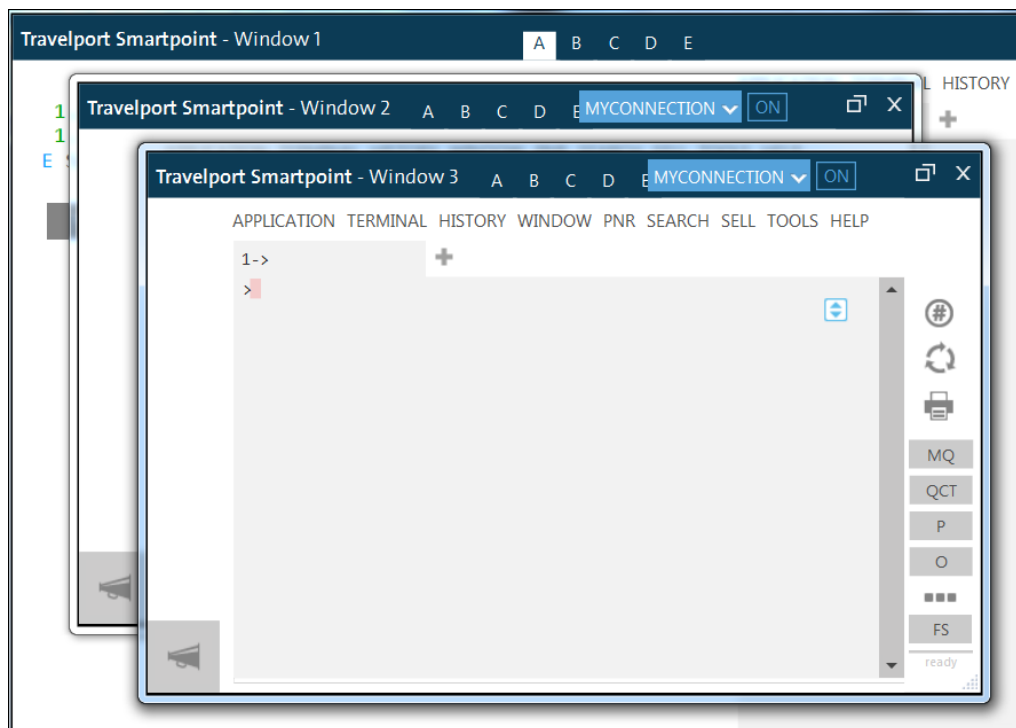 Travelport Smartpoint - Window 1
A B C D E
L HISTORY
1
1
E S
Travelport Smartpoint - Window 2
A B C D E
MYCONNECTION
ON
X
Travelport Smartpoint - Window 3
A B C D E
MYCONNECTION
ON
X
APPLICATION TERMINAL HISTORY WINDOW PNR SEARCH SELL TOOLS HELP
1->
>
#
MQ
QCT
P
O
FS
ready